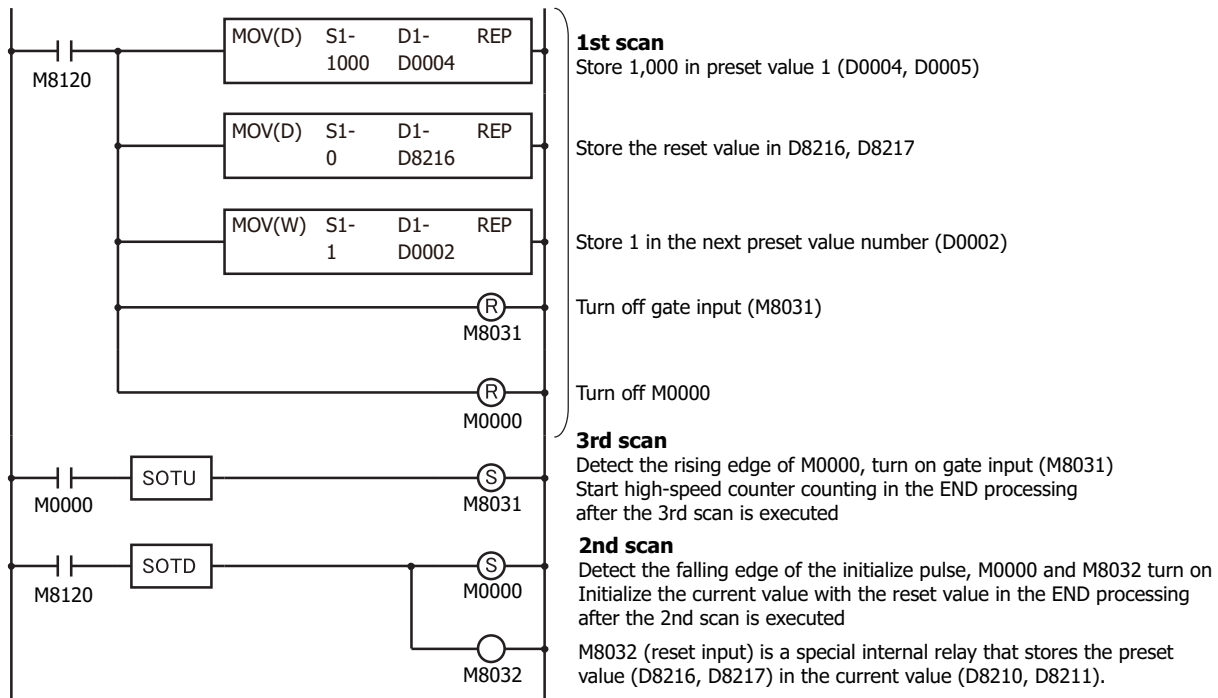 MOV(D) S1- D1- REP
1000 D0004
M8120
1st scan
Store 1,000 in preset value 1 (D0004, D0005)
MOV(D) S1- D1- REP
0 D8216
Store the reset value in D8216, D8217
MOV(W) S1- D1- REP
1 D0002
Store 1 in the next preset value number (D0002)
R
M8031
Turn off gate input (M8031)
R
M0000
Turn off M0000
M0000
SOTU
S
M8031
3rd scan
Detect the rising edge of M0000, turn on gate input (M8031)
Start high-speed counter counting in the END processing
after the 3rd scan is executed
M8120
SOTD
S
M0000
M8032
2nd scan
Detect the falling edge of the initialize pulse, M0000 and M8032 turn on
Initialize the current value with the reset value in the END processing
after the 2nd scan is executed
M8032 (reset input) is a special internal relay that stores the preset
value (D8216, D8217) in the current value (D8210, D8211).